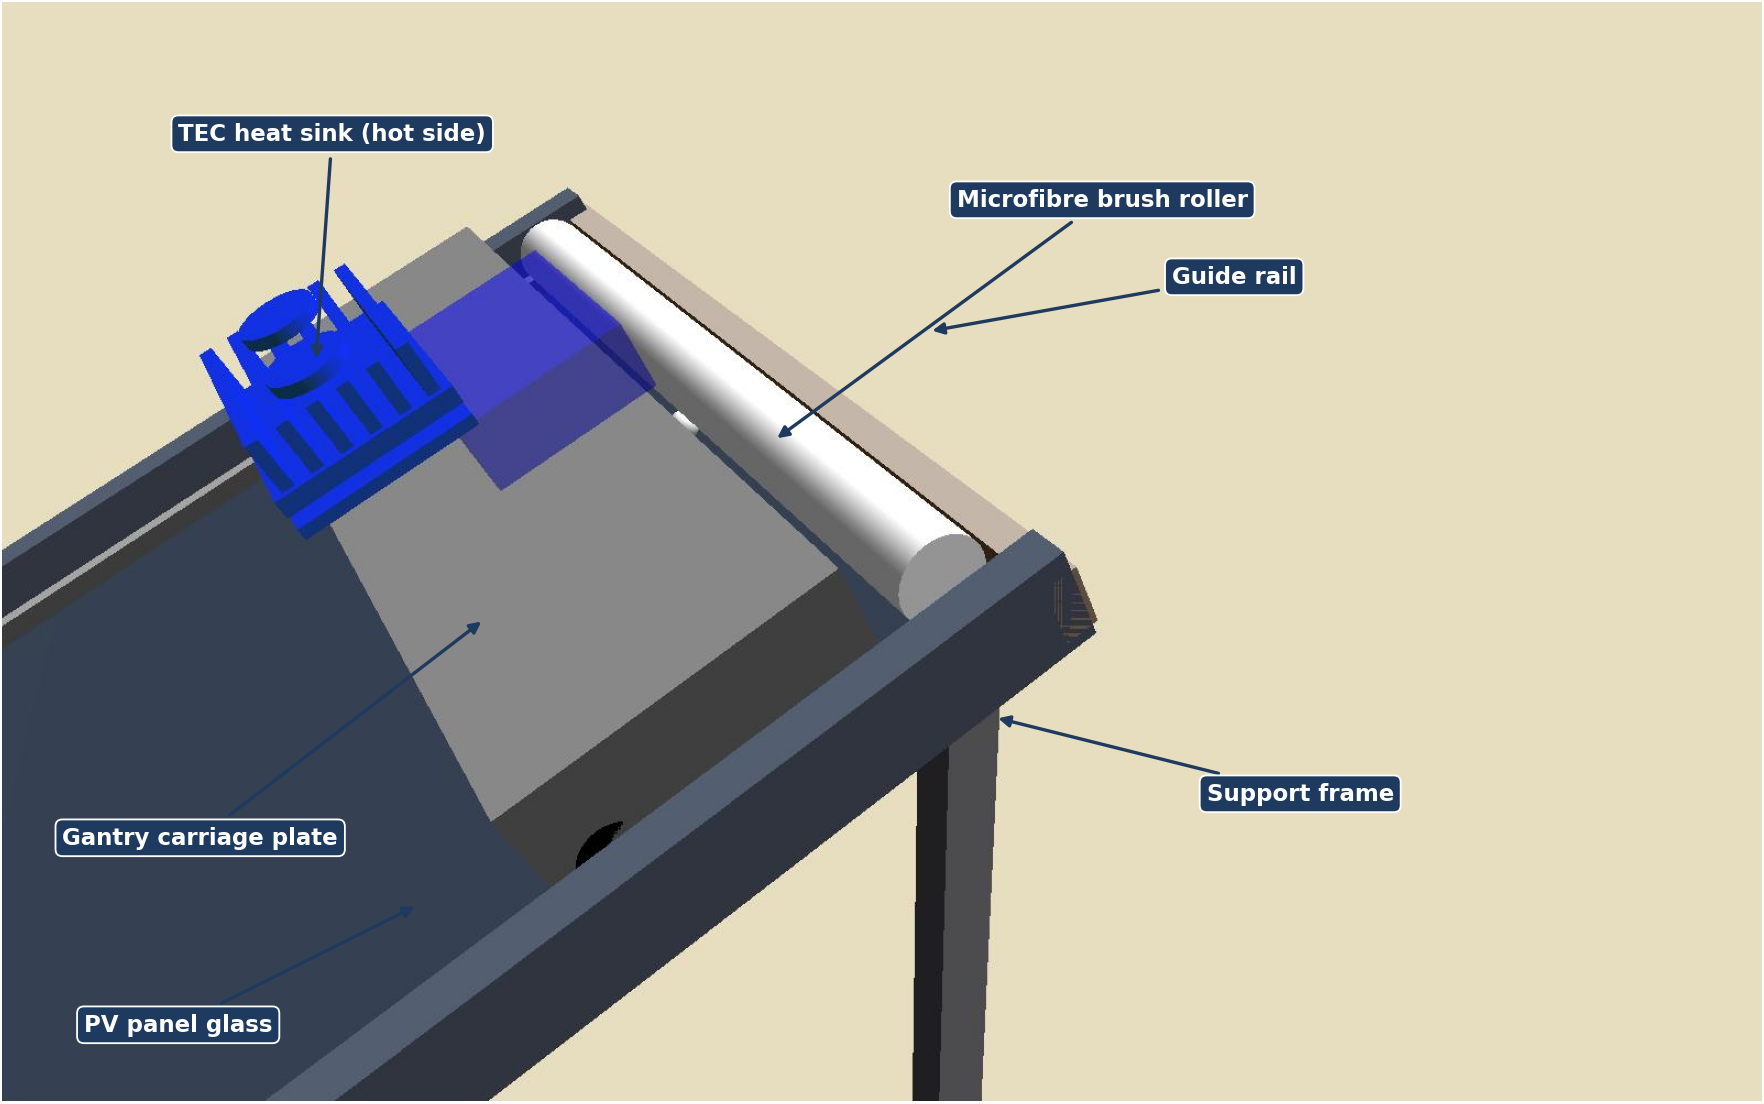 TEC heat sink (hot side)
Microfibre brush roller
Guide rail
Support frame
Gantry carriage plate
PV panel glass